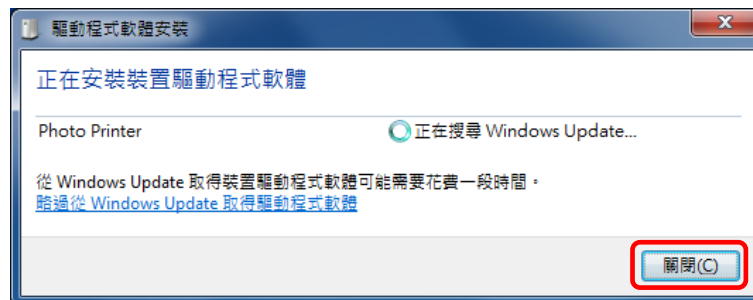 驅動程式軟體安裝
正在安裝裝置驅動程式軟體
Photo Printer 正在搜尋 Windows Update...
從 Windows Update 取得裝置驅動程式軟體可能需要花費一段時間。
略過從 Windows Update 取得驅動程式軟體
關閉(C)